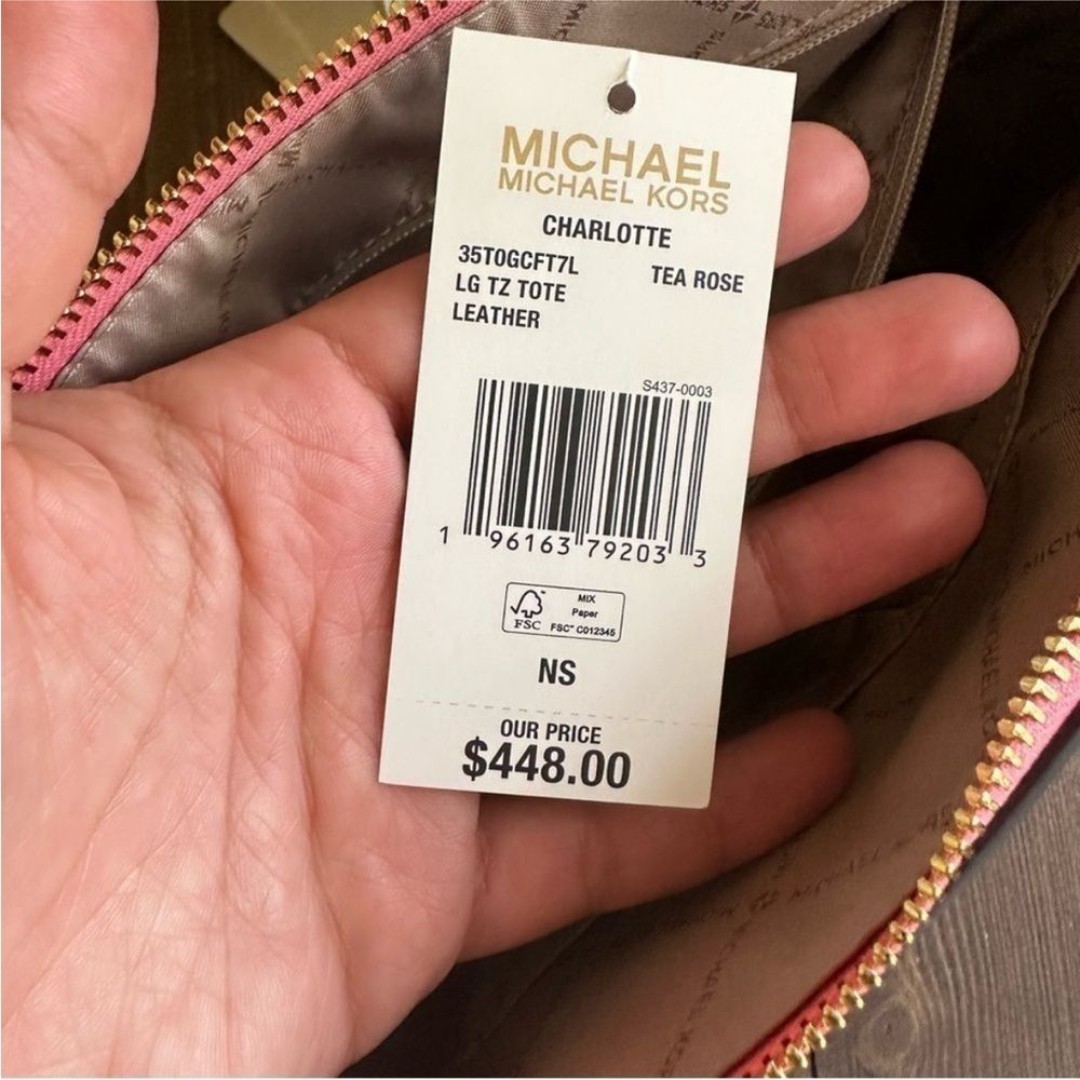 MICHAEL
MICHAEL KORS
CHARLOTTE
35T0GCFT7L
TEA ROSE
LG TZ TOTE
LEATHER
S437-0003
1 96163 79203 3
FSC
MIX
Paper
FSC™ C012345
NS
OUR PRICE
$448.00